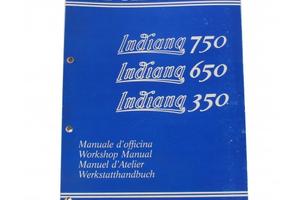 Indiana 750
Indiana 650
Indiana 350
Manuale d'officina
Workshop Manual
Manuel d'Atelier
Werkstatthandbuch